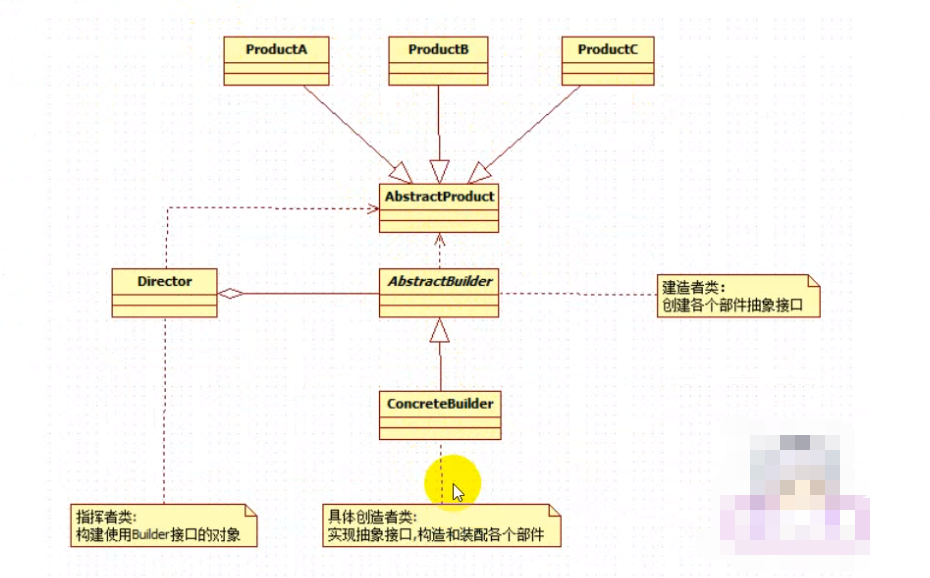 ProductA
ProductB
ProductC
AbstractProduct
Director
AbstractBuilder
建造者类：
创建各个部件抽象接口
ConcreteBuilder
指挥者类:
构建使用Builder接口的对象
具体创造者类:
实现抽象接口,构造和装配各个部件